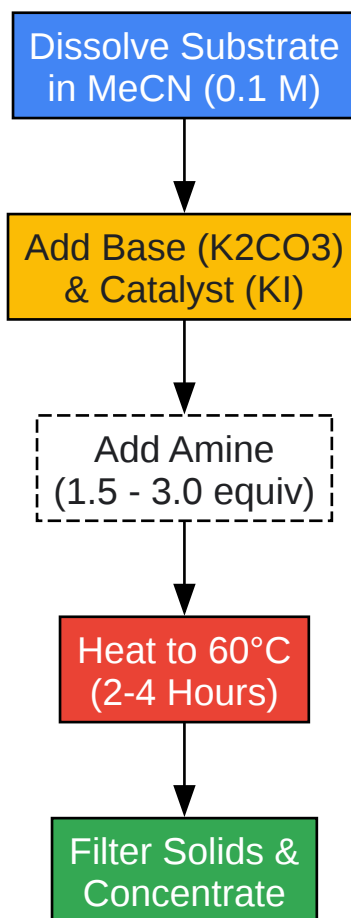 Dissolve Substrate
in MeCN (0.1 M)
Add Base (K2CO3)
& Catalyst (KI)
Add Amine
(1.5 - 3.0 equiv)
Heat to 60°C
(2-4 Hours)
Filter Solids &
Concentrate